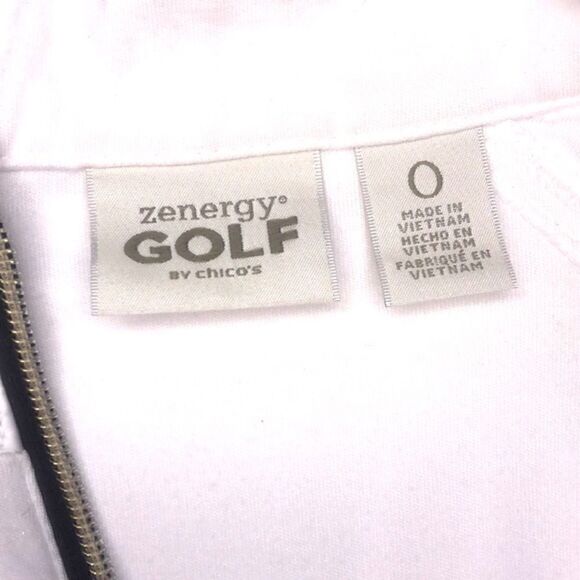 zenergy®
GOLF
BY CHICO'S
0
MADE IN
VIETNAM
HECHO EN
VIETNAM
FABRIQUÉ EN
VIETNAM